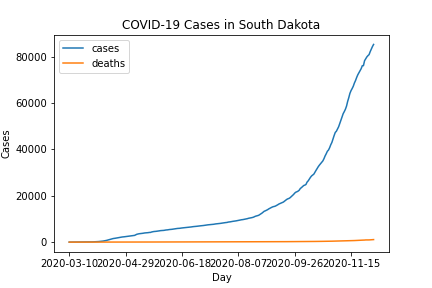 COVID-19 Cases in South Dakota
cases
deaths
80000
60000
40000
20000
0
Cases
2020-03-10 2020-04-29 2020-06-18 2020-08-07 2020-09-26 2020-11-15
Day